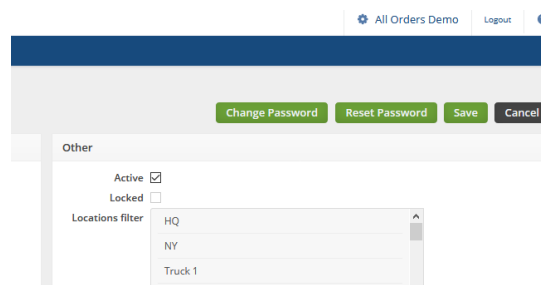 All Orders Demo Logout
Change Password Reset Password Save Cancel
Other
Active
Locked
Locations filter
HQ
NY
Truck 1